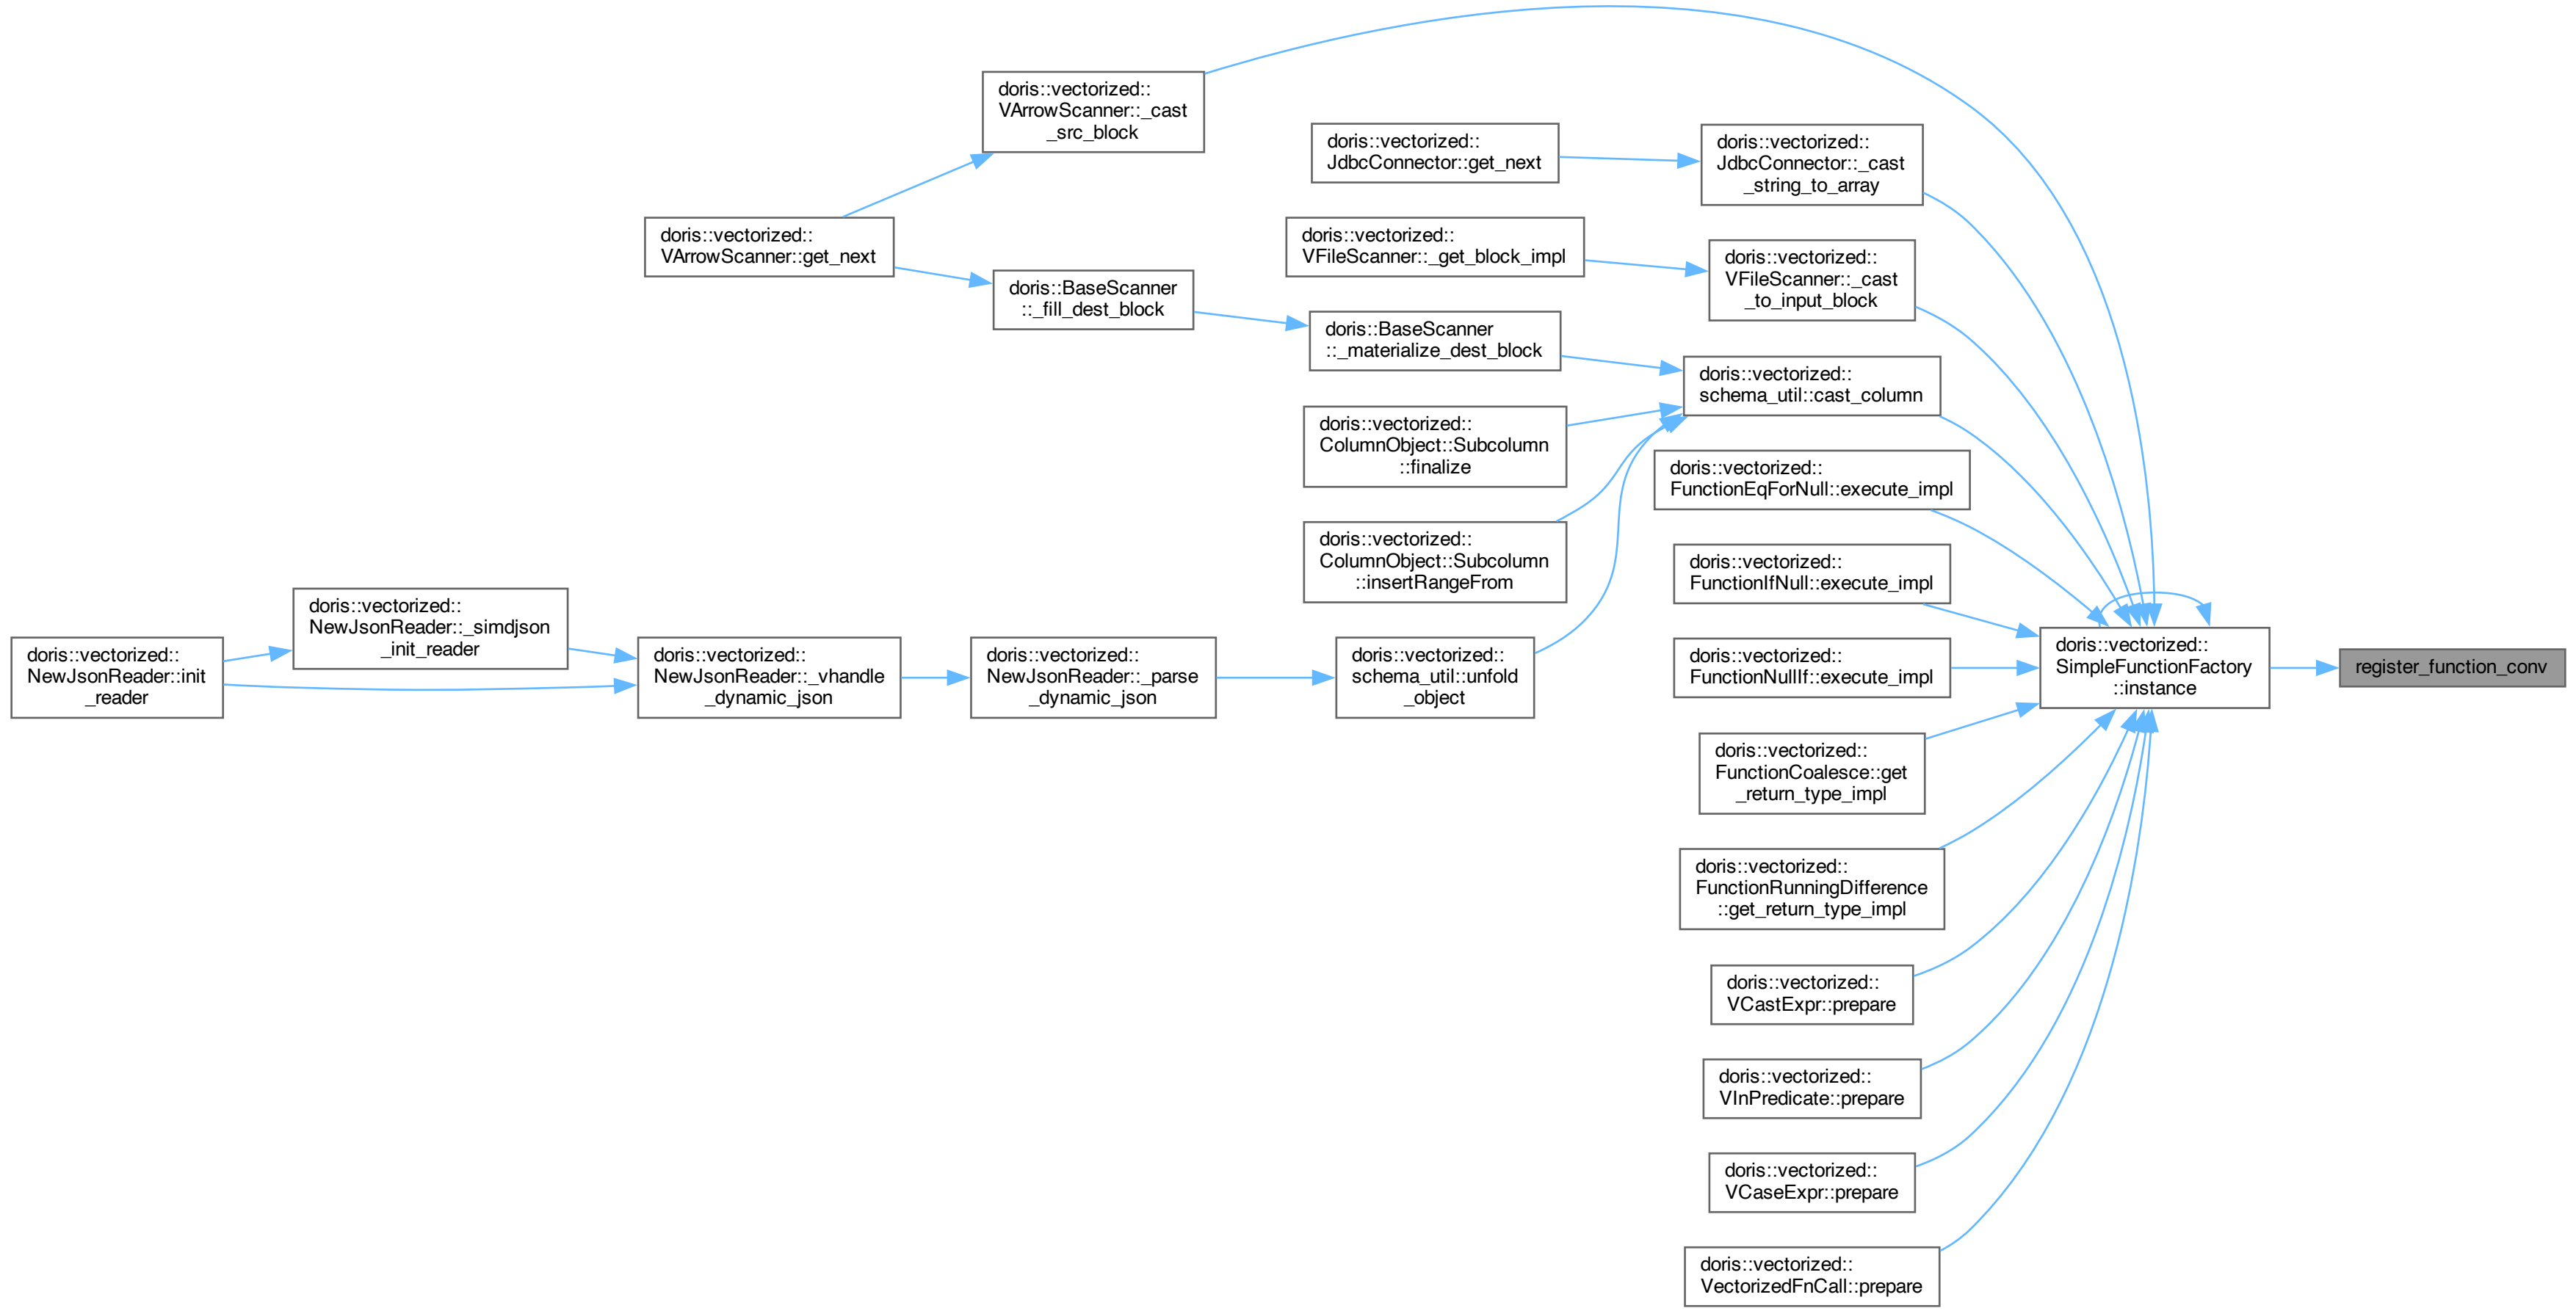 doris::vectorized::
VArrowScanner::_cast
_src_block
doris::vectorized::
JdbcConnector::get_next
doris::vectorized::
JdbcConnector::_cast
_string_to_array
doris::vectorized::
VArrowScanner::get_next
doris::vectorized::
VFileScanner::_get_block_impl
doris::vectorized::
VFileScanner::_cast
_to_input_block
doris::BaseScanner
::_fill_dest_block
doris::BaseScanner
::_materialize_dest_block
doris::vectorized::
schema_util::cast_column
doris::vectorized::
ColumnObject::Subcolumn
::finalize
doris::vectorized::
FunctionEqForNull::execute_impl
doris::vectorized::
ColumnObject::Subcolumn
::insertRangeFrom
doris::vectorized::
FunctionIfNull::execute_impl
doris::vectorized::
NewJsonReader::init
_reader
doris::vectorized::
NewJsonReader::_simdjson
_init_reader
doris::vectorized::
NewJsonReader::_vhandle
_dynamic_json
doris::vectorized::
NewJsonReader::_parse
_dynamic_json
doris::vectorized::
schema_util::unfold
_object
doris::vectorized::
FunctionNullIf::execute_impl
doris::vectorized::
SimpleFunctionFactory
::instance
register_function_conv
doris::vectorized::
FunctionCoalesce::get
_return_type_impl
doris::vectorized::
FunctionRunningDifference
::get_return_type_impl
doris::vectorized::
VCastExpr::prepare
doris::vectorized::
VInPredicate::prepare
doris::vectorized::
VCaseExpr::prepare
doris::vectorized::
VectorizedFnCall::prepare